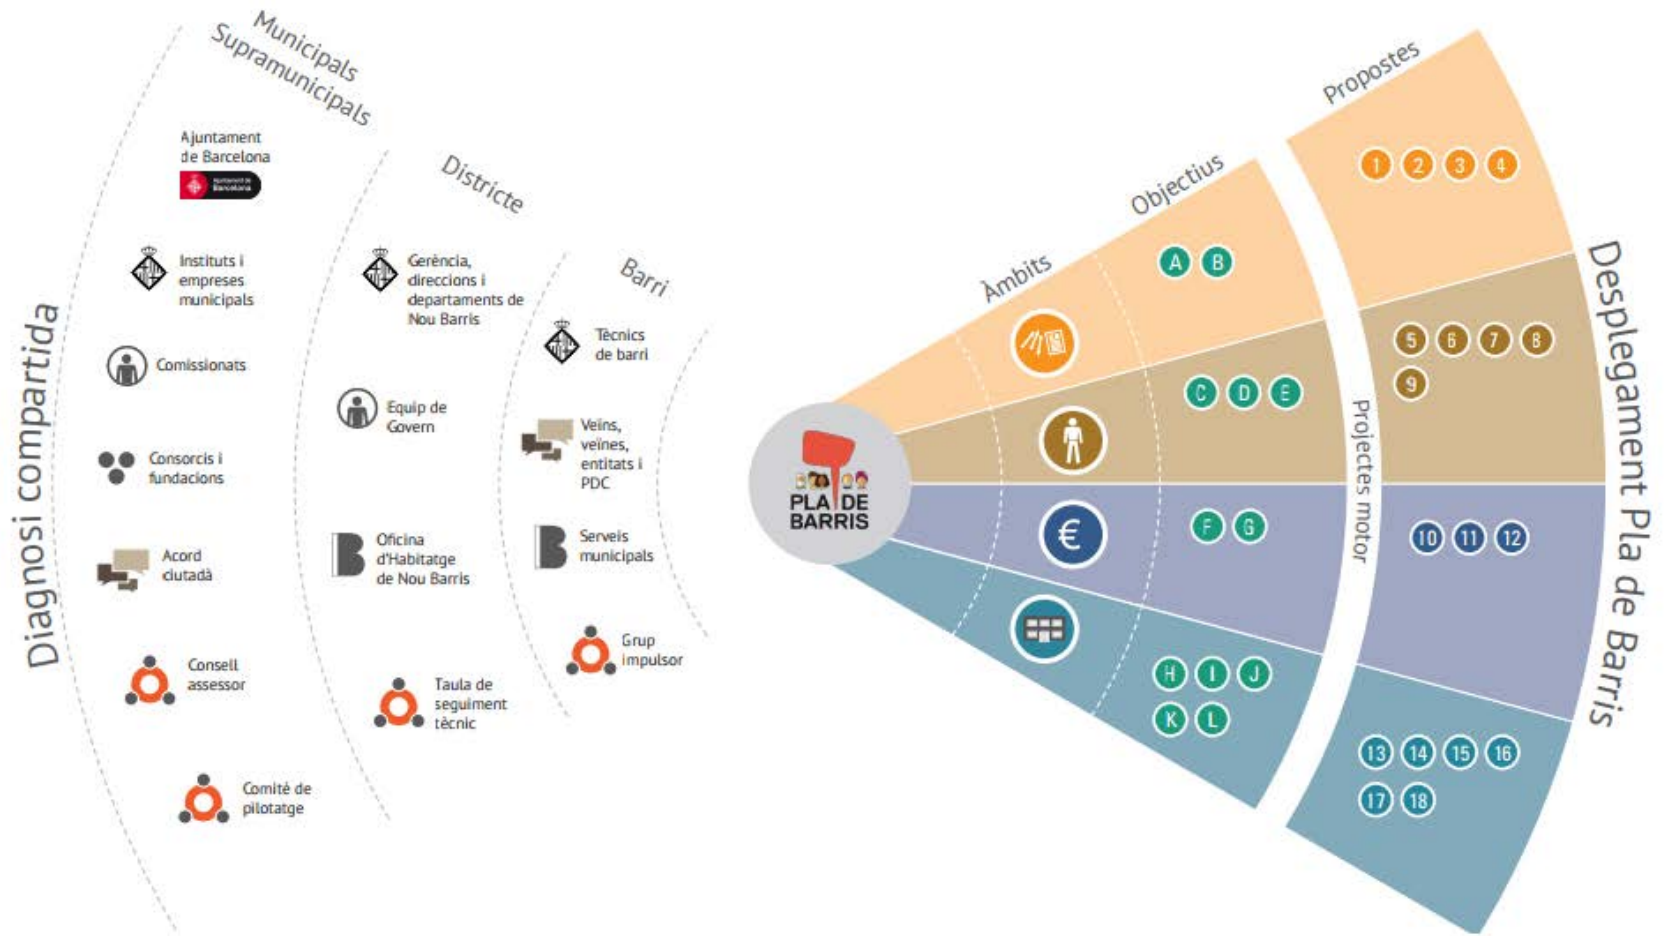 Diagnosi compartida
Municipals
Supramunicipals
Ajuntament
de Barcelona
Ajuntament de
Barcelona
Instituts i
empreses
municipals
Comissionats
Consorcis i
fundacions
Acord
ciutadà
Consell
assessor
Comitè de
pilotatge
Districte
Gerència,
direccions i
departaments de
Nou Barris
Equip de
Govern
Oficina
d'Habitatge
de Nou Barris
Taula de
seguiment
tècnic
Barri
Tècnics
de barri
Veïns,
veïnes,
entitats i
PDC
Serveis
municipals
Grup
impulsor
PLA DE
BARRIS
Àmbits
€
Objectius
A B
C D E
F G
H I J
K L
Projectes motor
Propostes
1 2 3 4
5 6 7 8
9
10 11 12
13 14 15 16
17 18
Desplegament Pla de Barris